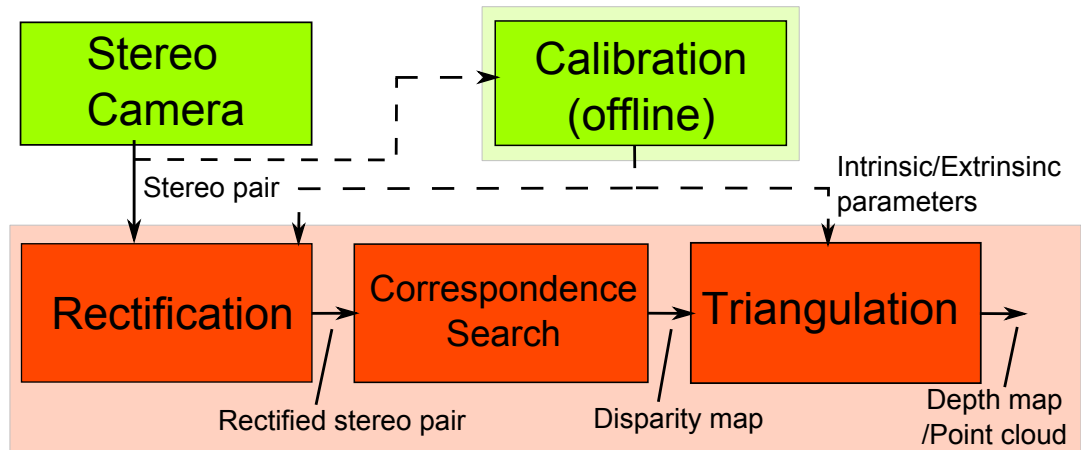 Stereo
Camera
Calibration
(offline)
Stereo pair
Intrinsic/Extrinsinc
parameters
Rectification
Correspondence
Search
Triangulation
Rectified stereo pair
Disparity map
Depth map
/Point cloud